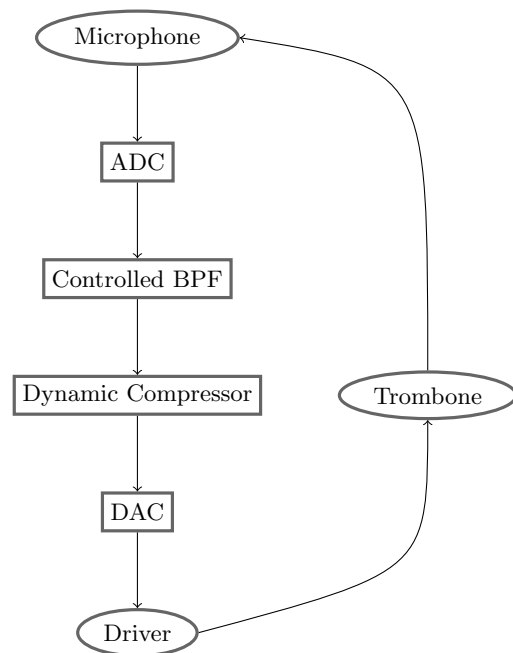 Microphone
ADC
Controlled BPF
Dynamic Compressor
Trombone
DAC
Driver